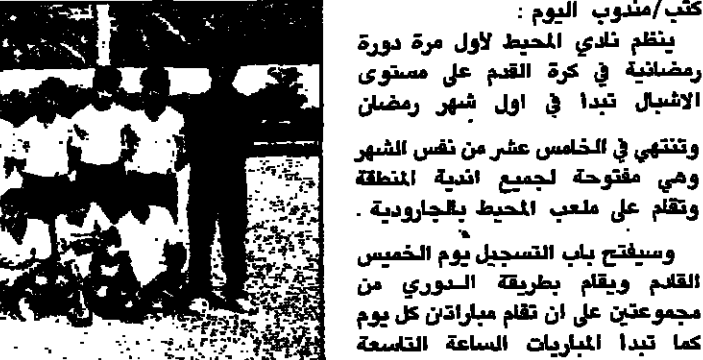 كتب/مندوب اليوم :
ينظم نادي المحيط لأول مرة دورة
رمضانية في كرة القدم على مستوى
الاشبال تبدأ في اول شهر رمضان
وتنتهي في الخامس عشر من نفس الشهر
وهي مفتوحة لجميع اندية المنطقة
وتقام على ملعب المحيط بالجارودية .
وسيفتح باب التسجيل يوم الخميس
القادم ويقام بطريقة الدوري من
مجموعتين على ان تقام مباراتن كل يوم
كما تبدأ المباريات الساعة التاسعة